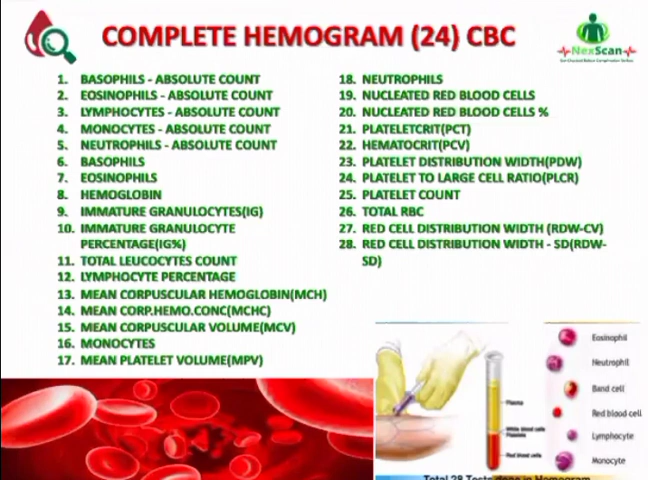 COMPLETE HEMOGRAM (24) CBC
NexScan
1. BASOPHILS - ABSOLUTE COUNT
2. EOSINOPHILS - ABSOLUTE COUNT
3. LYMPHOCYTES - ABSOLUTE COUNT
4. MONOCYTES - ABSOLUTE COUNT
5. NEUTROPHILS - ABSOLUTE COUNT
6. BASOPHILS
7. EOSINOPHILS
8. HEMOGLOBIN
9. IMMATURE GRANULOCYTES(IG)
10. IMMATURE GRANULOCYTE
PERCENTAGE(IG%)
11. TOTAL LEUCOCYTES COUNT
12. LYMPHOCYTE PERCENTAGE
13. MEAN CORPUSCULAR HEMOGLOBIN(MCH)
14. MEAN CORP.HEMO.CONC(MCHC)
15. MEAN CORPUSCULAR VOLUME(MCV)
16. MONOCYTES
17. MEAN PLATELET VOLUME(MPV)
18. NEUTROPHILS
19. NUCLEATED RED BLOOD CELLS
20. NUCLEATED RED BLOOD CELLS %
21. PLATELETCRIT(PCT)
22. HEMATOCRIT(PCV)
23. PLATELET DISTRIBUTION WIDTH(PDW)
24. PLATELET TO LARGE CELL RATIO(PLCR)
25. PLATELET COUNT
26. TOTAL RBC
27. RED CELL DISTRIBUTION WIDTH (RDW-CV)
28. RED CELL DISTRIBUTION WIDTH - SD(RDW-
SD)
Plasma
White blood cells
Platelets
Red blood cells
Eosinophil
Neutrophil
Band cell
Red blood cell
Lymphocyte
Monocyte
Total 28 Tests done in Hemogram